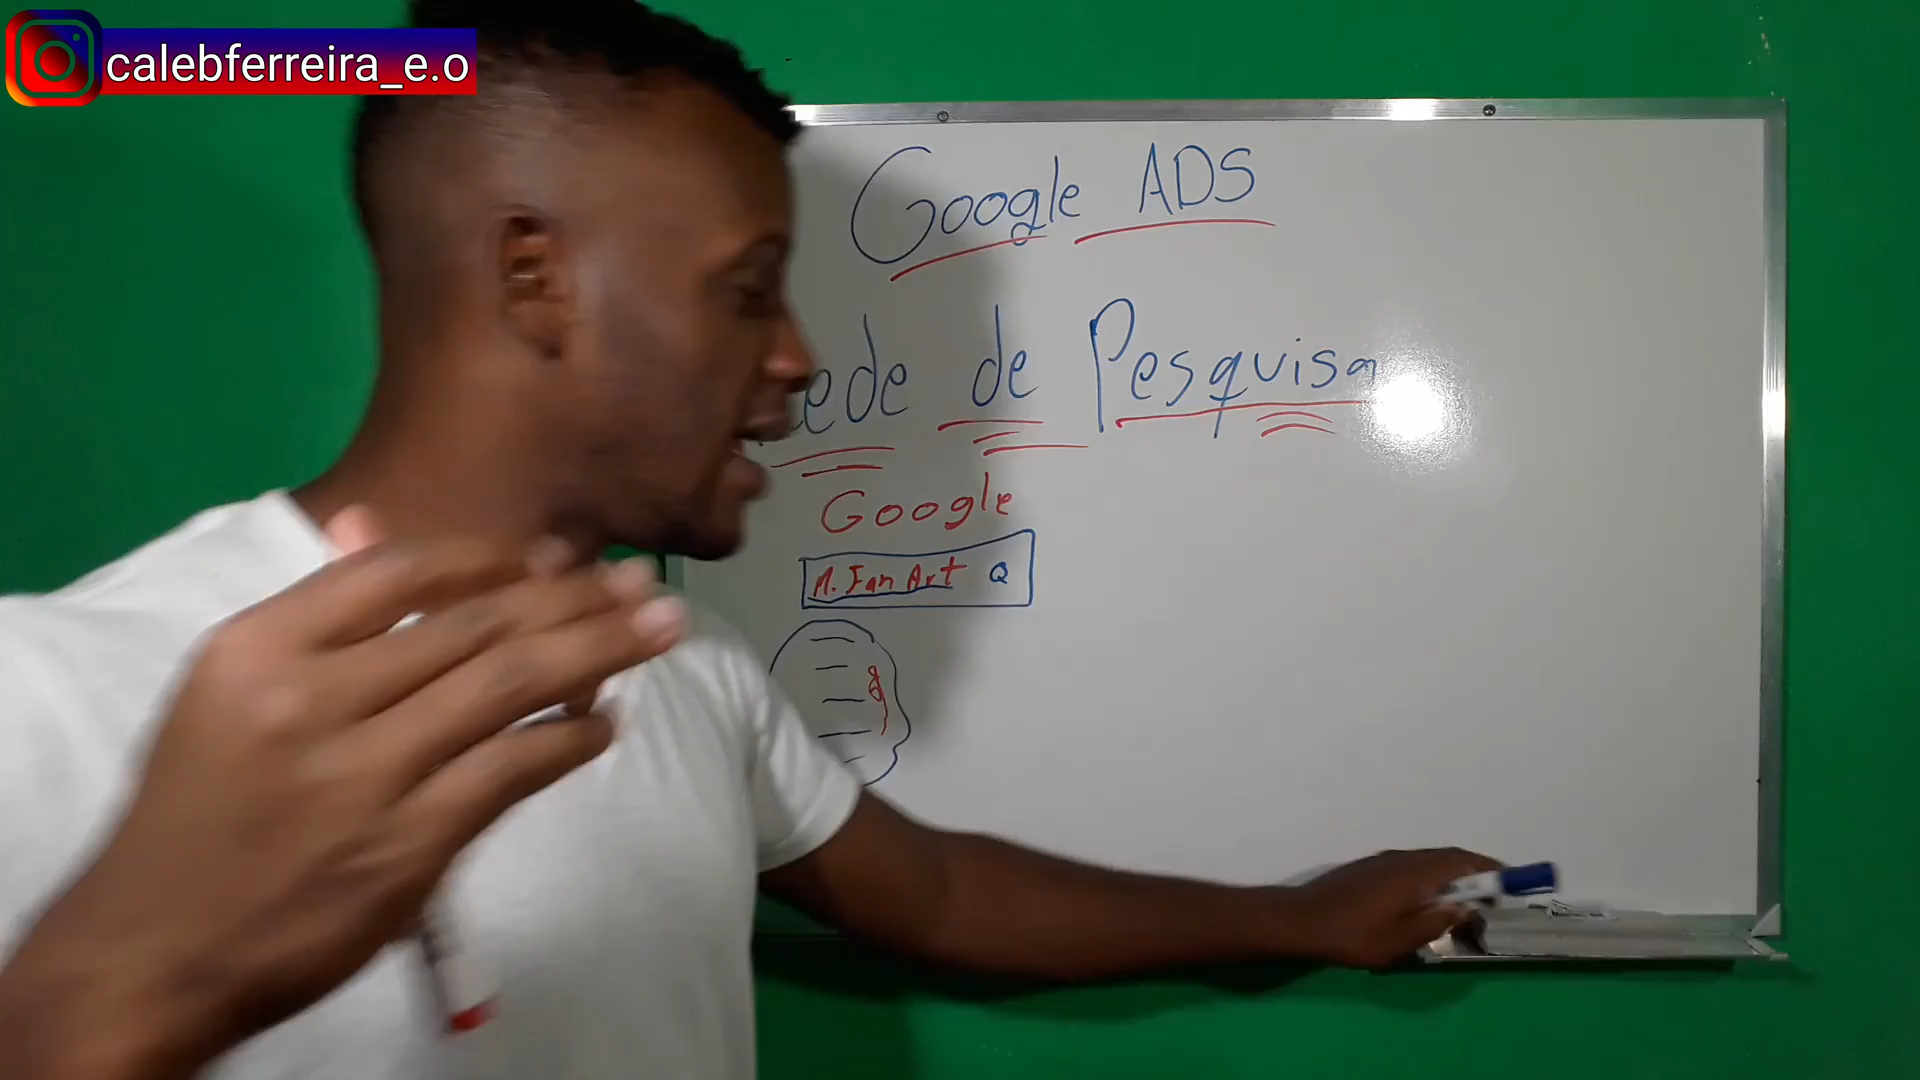 calebferreira_e.o
Google ADS
ede de Pesquisa
Google
M. Fan Art Q